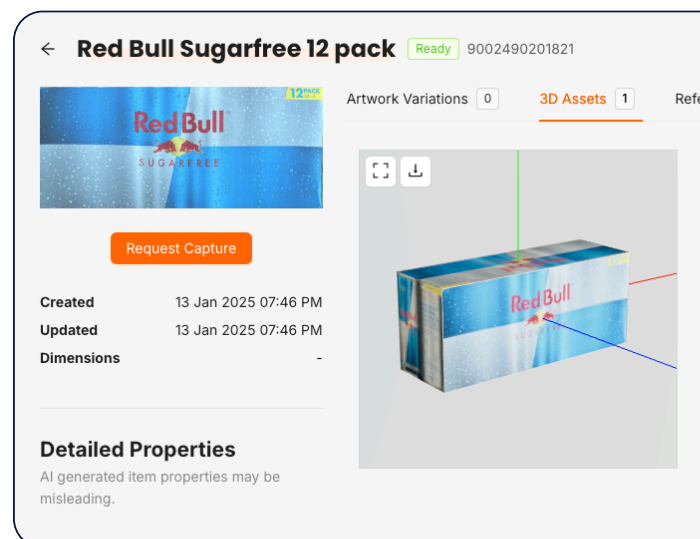 Red Bull Sugarfree 12 pack
Ready
9002490201821
12PACK
Red Bull
SUGARFREE
Artwork Variations 0
3D Assets 1
Refe
Request Capture
Created 13 Jan 2025 07:46 PM
Updated 13 Jan 2025 07:46 PM
Dimensions -
Red Bull
Detailed Properties
AI generated item properties may be
misleading.